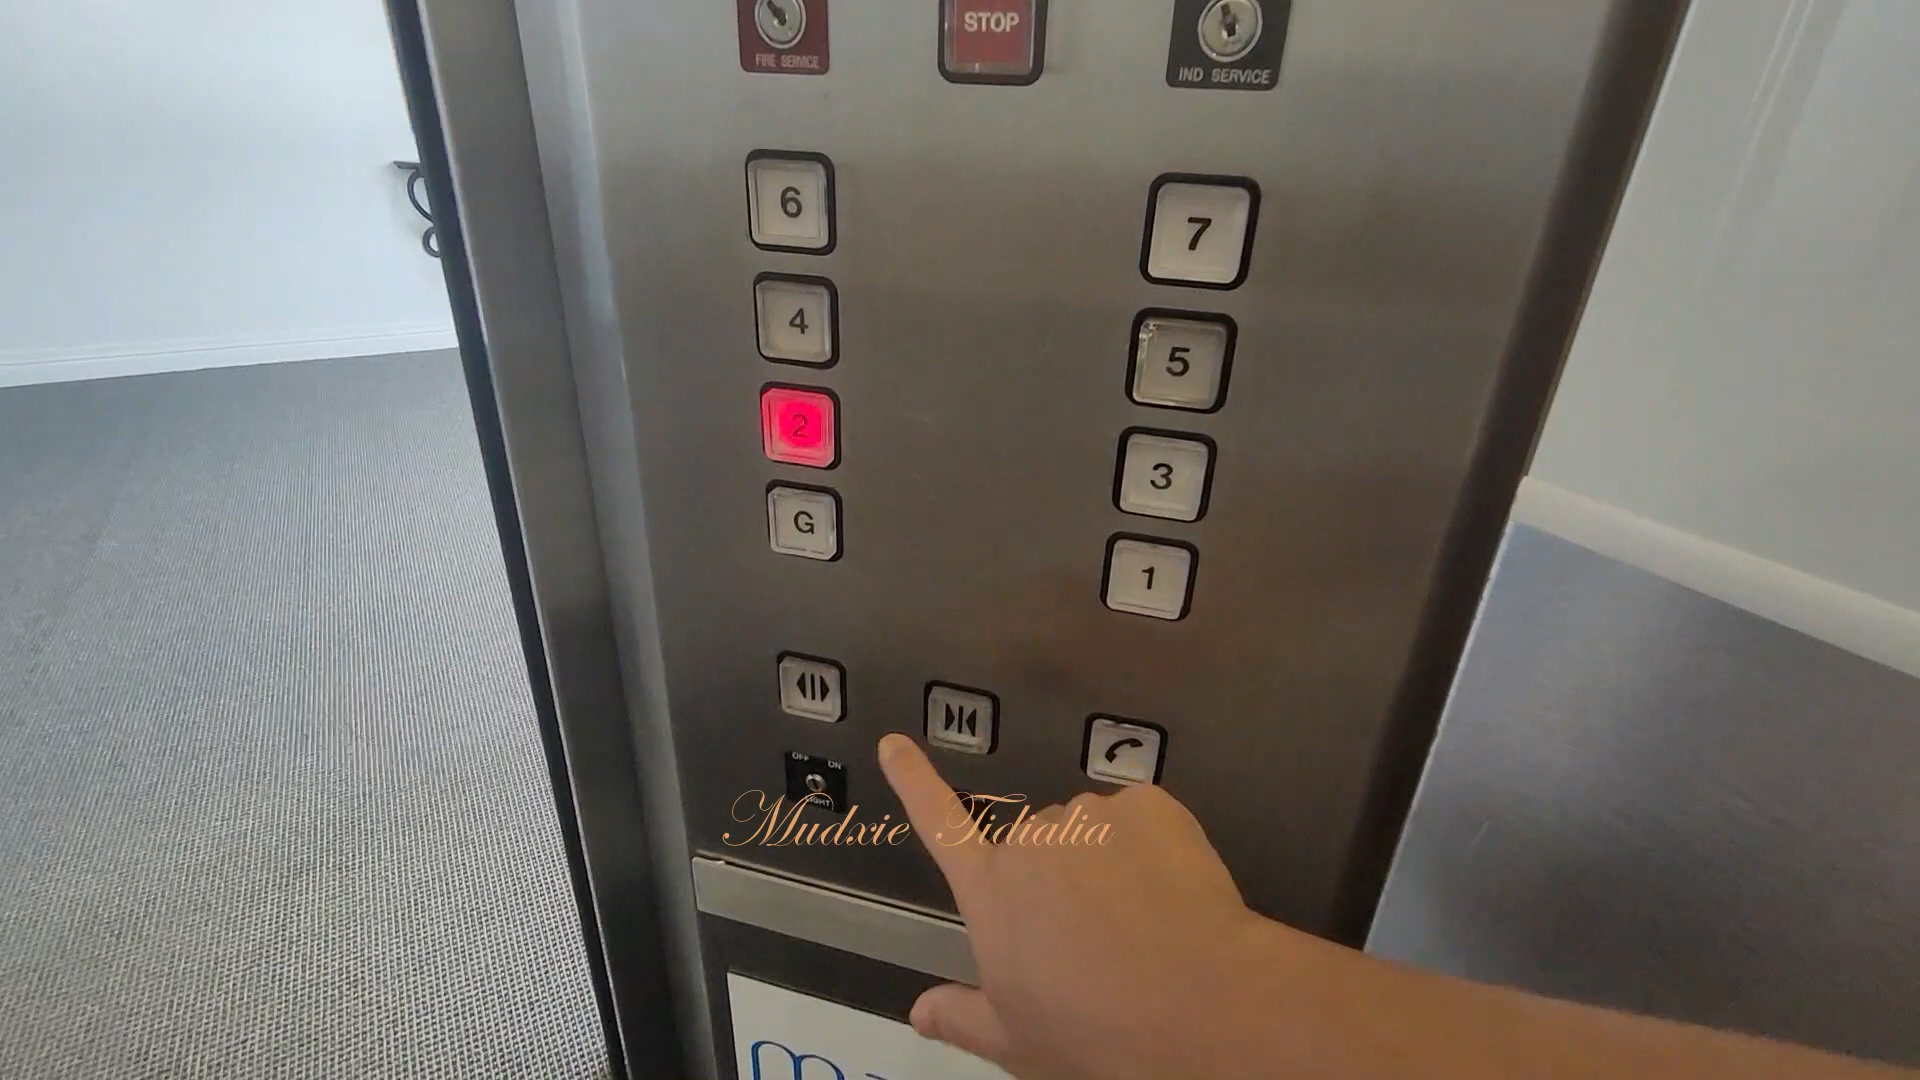 FIRE SERVICE
STOP
IND SERVICE
6
7
4
5
2
3
G
1
OFF ON
Mudxie Tidialia